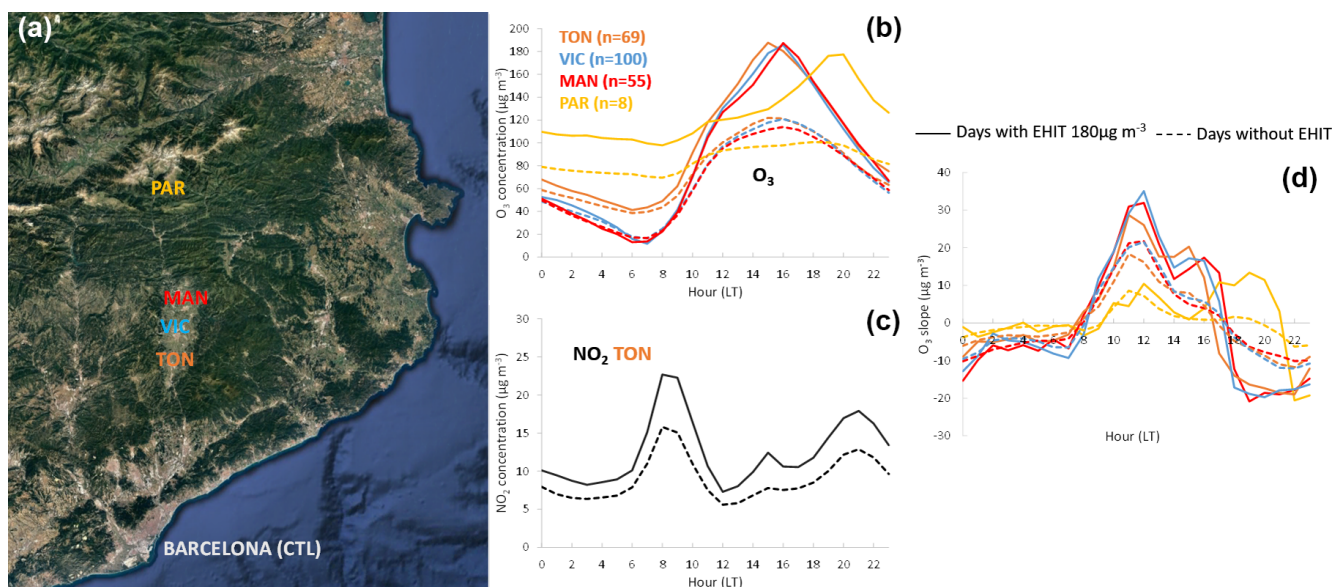 (a)
PAR
MAN
VIC
TON
BARCELONA (CTL)
(b)
O₃ concentration (µg m⁻³)
200
180
160
140
120
100
80
60
40
20
0
TON (n=69)
VIC (n=100)
MAN (n=55)
PAR (n=8)
O₃
0 2 4 6 8 10 12 14 16 18 20 22
Hour (LT)
(c)
NO₂ concentration (µg m⁻³)
30
25
20
15
10
5
0
NO₂ TON
0 2 4 6 8 10 12 14 16 18 20 22
Hour (LT)
Days with EHIT 180µg m⁻³
Days without EHIT
(d)
O₃ slope (µg m⁻³)
40
30
20
10
0
-10
-20
-30
0 2 4 6 8 10 12 14 16 18 20 22
Hour (LT)